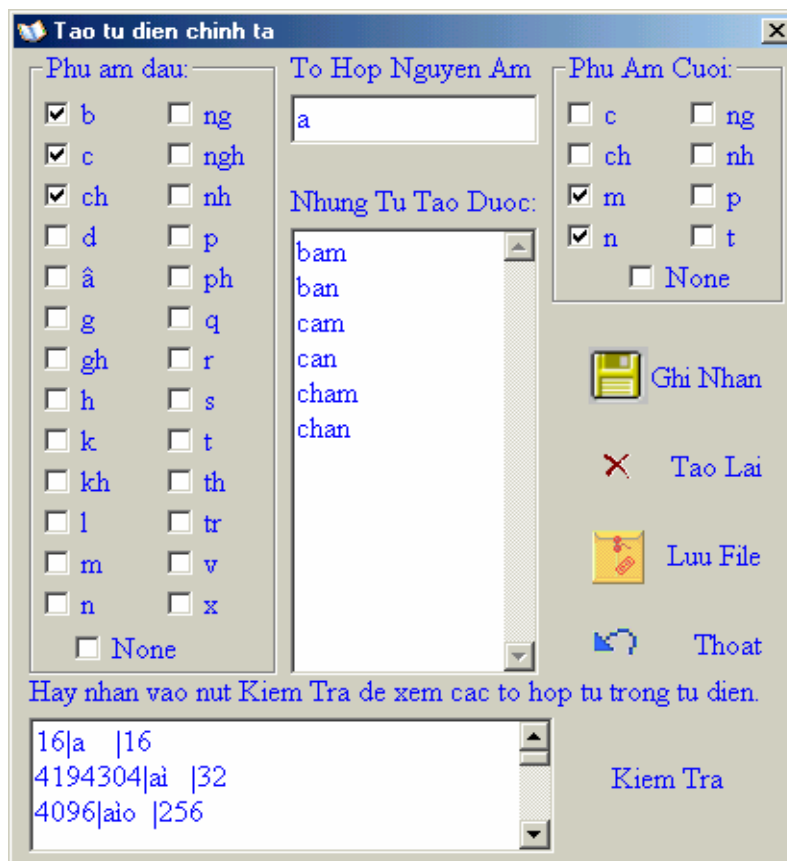 Tao tu dien chinh ta
Phu am dau:
b ng
c ngh
ch nh
d p
â ph
g q
gh r
h s
k t
kh th
l tr
m v
n x
None
To Hop Nguyen Am
a
Nhung Tu Tao Duoc:
bam
ban
cam
can
cham
chan
Phu Am Cuoi:
c ng
ch nh
m p
n t
None
Ghi Nhan
Tao Lai
Luu File
Thoat
Hay nhan vao nut Kiem Tra de xem cac to hop tu trong tu dien.
16|a |16
4194304|aì |32
4096|aìo |256
Kiem Tra